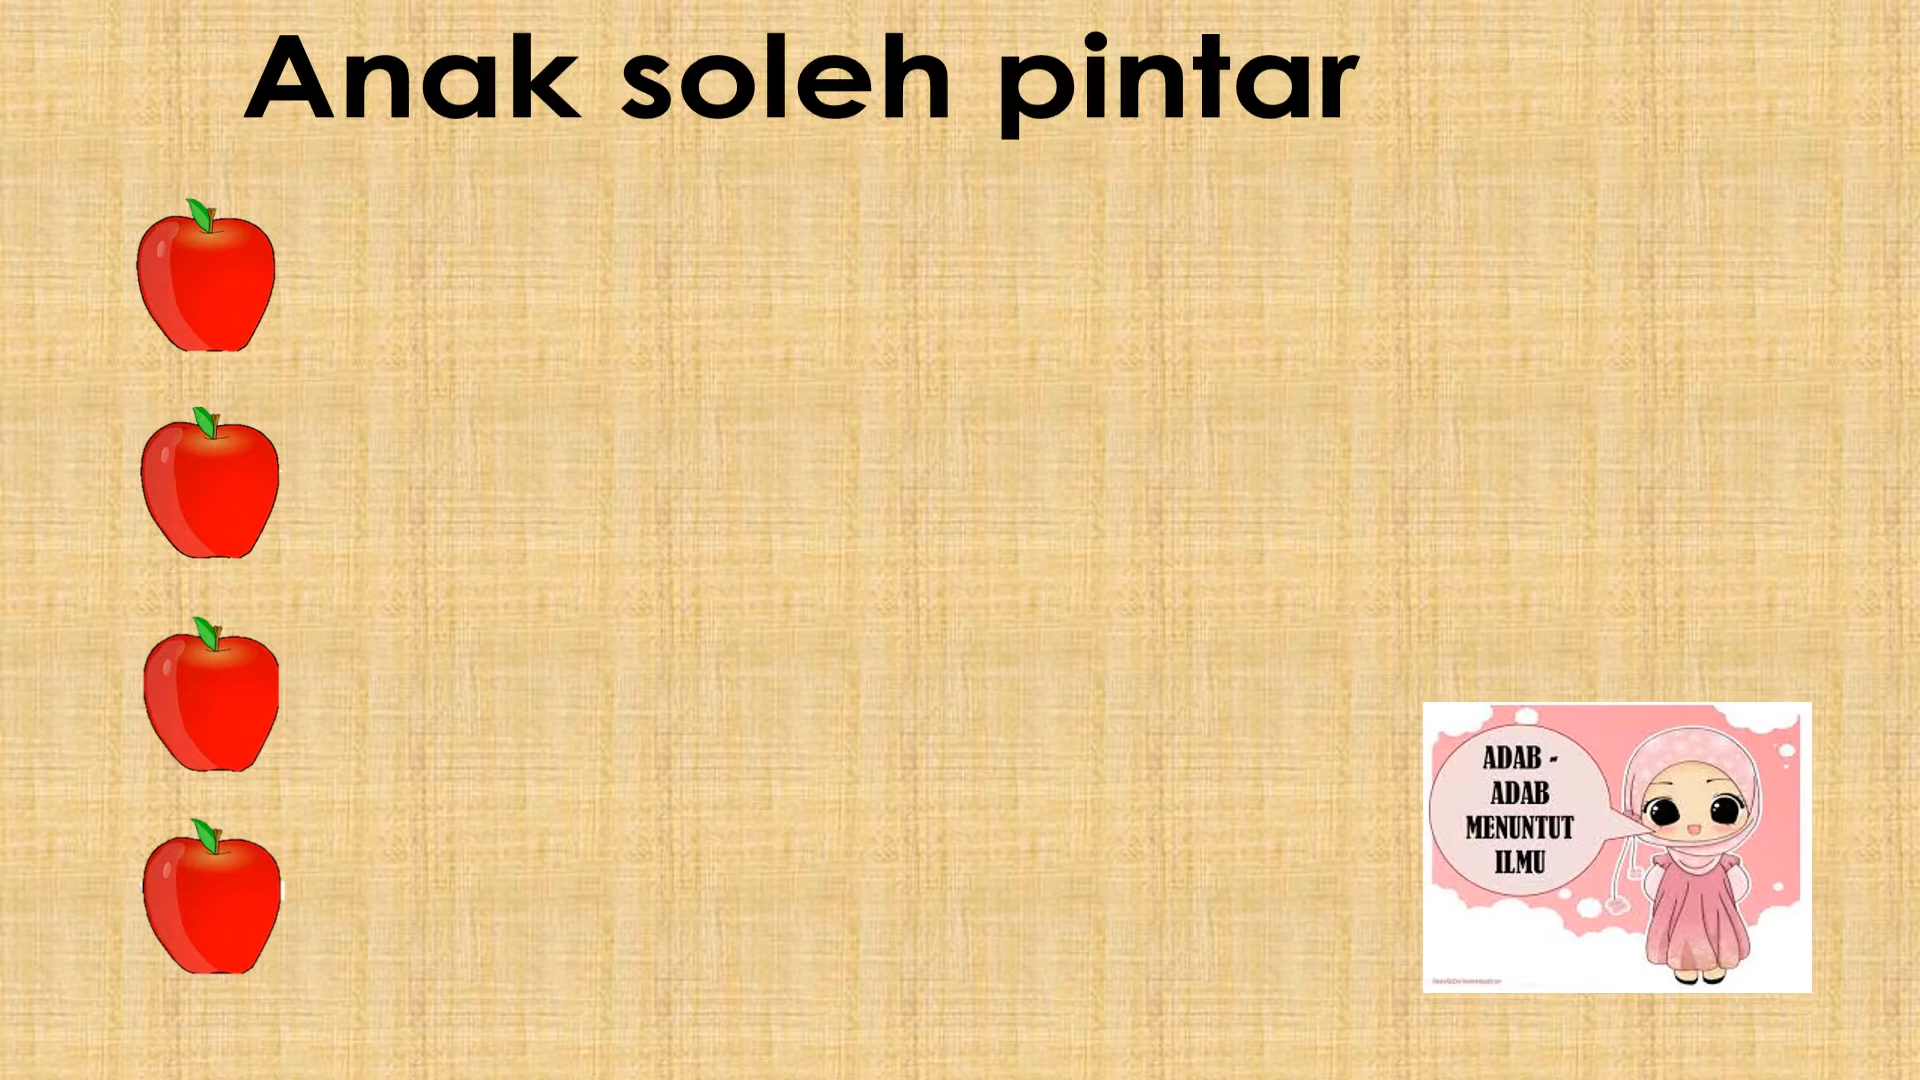 Anak soleh pintar
ADAB -
ADAB
MENUNTUT
ILMU